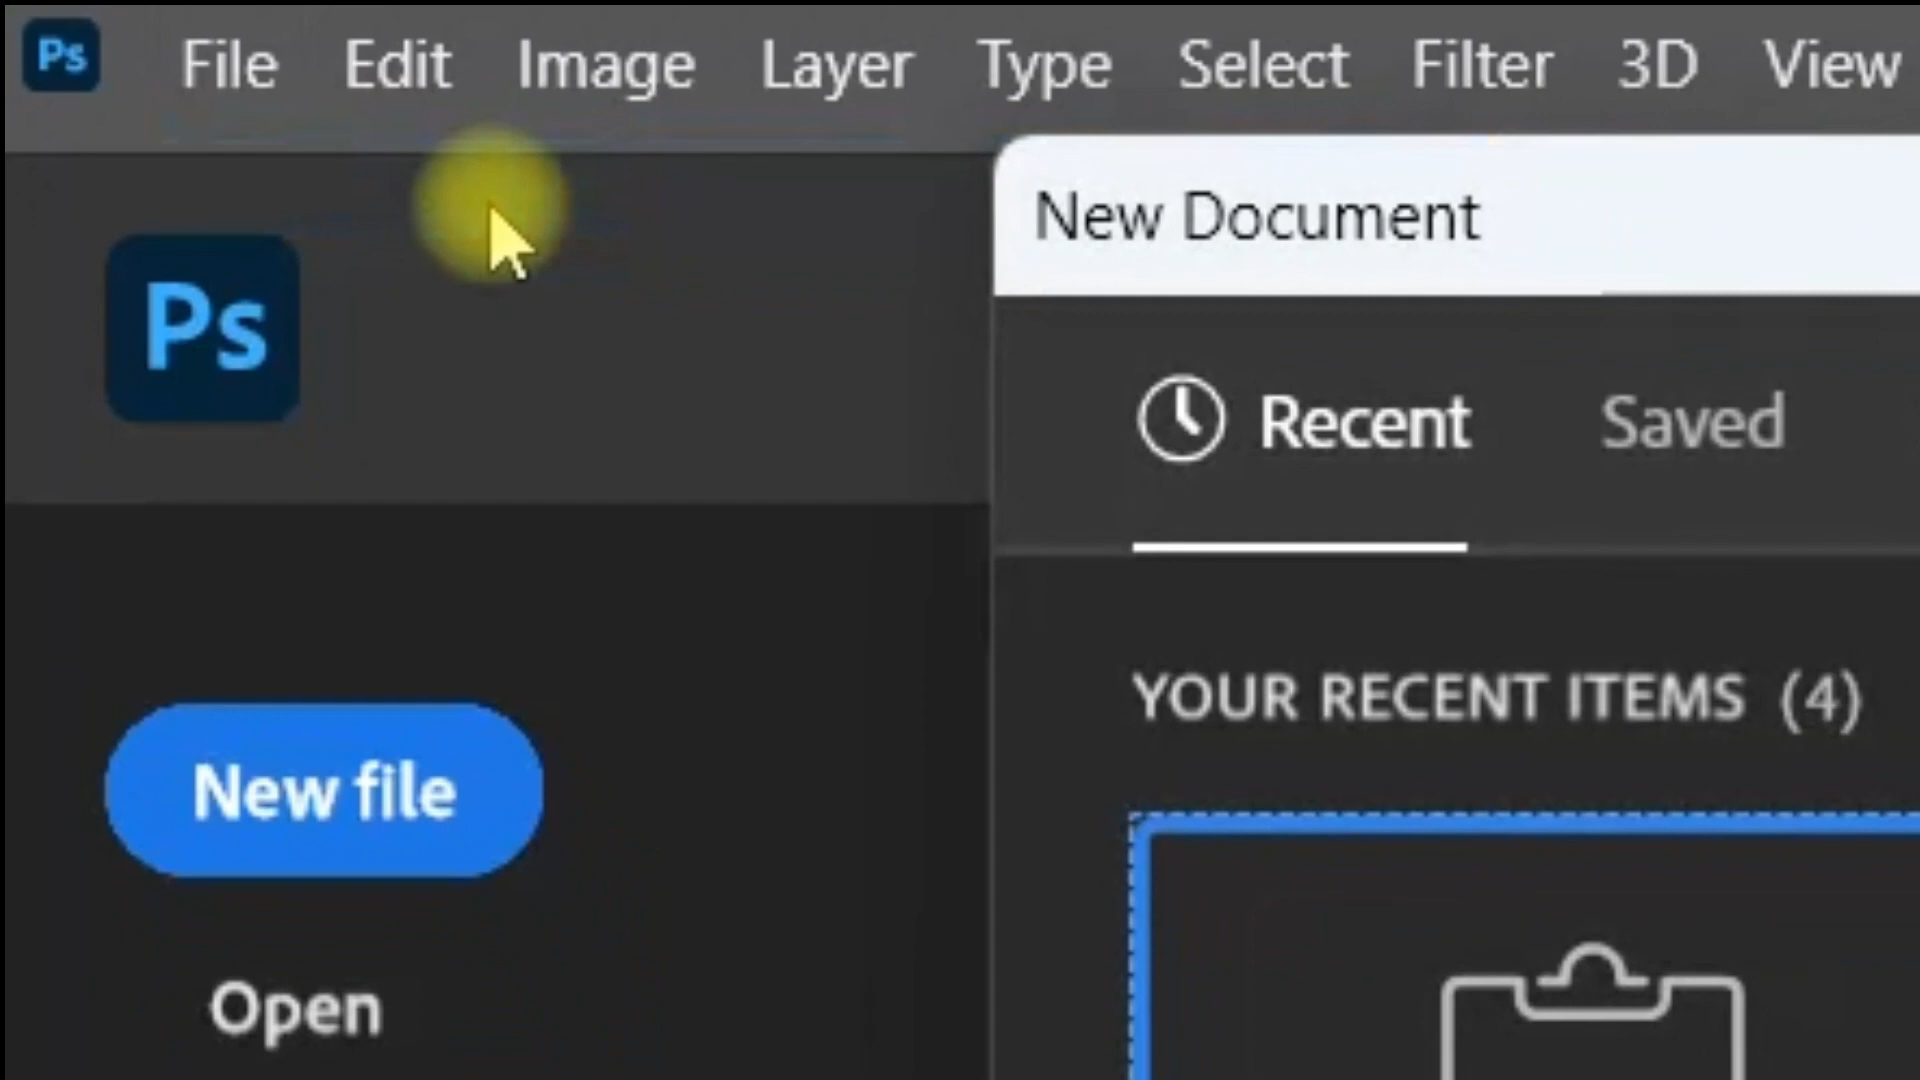 Ps File Edit Image Layer Type Select Filter 3D View
New Document
Ps
Recent Saved
YOUR RECENT ITEMS (4)
New file
Open